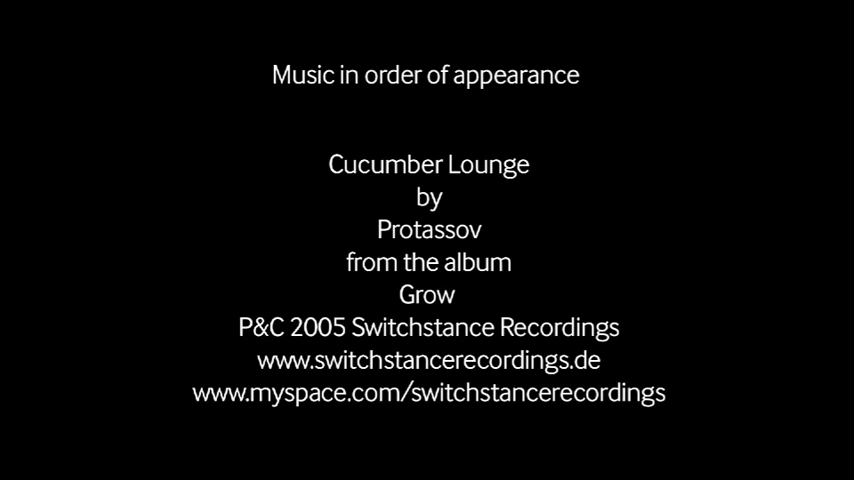 Music in order of appearance
Cucumber Lounge
by
Protassov
from the album
Grow
P&C 2005 Switchstance Recordings
www.switchstancerecordings.de
www.myspace.com/switchstancerecordings